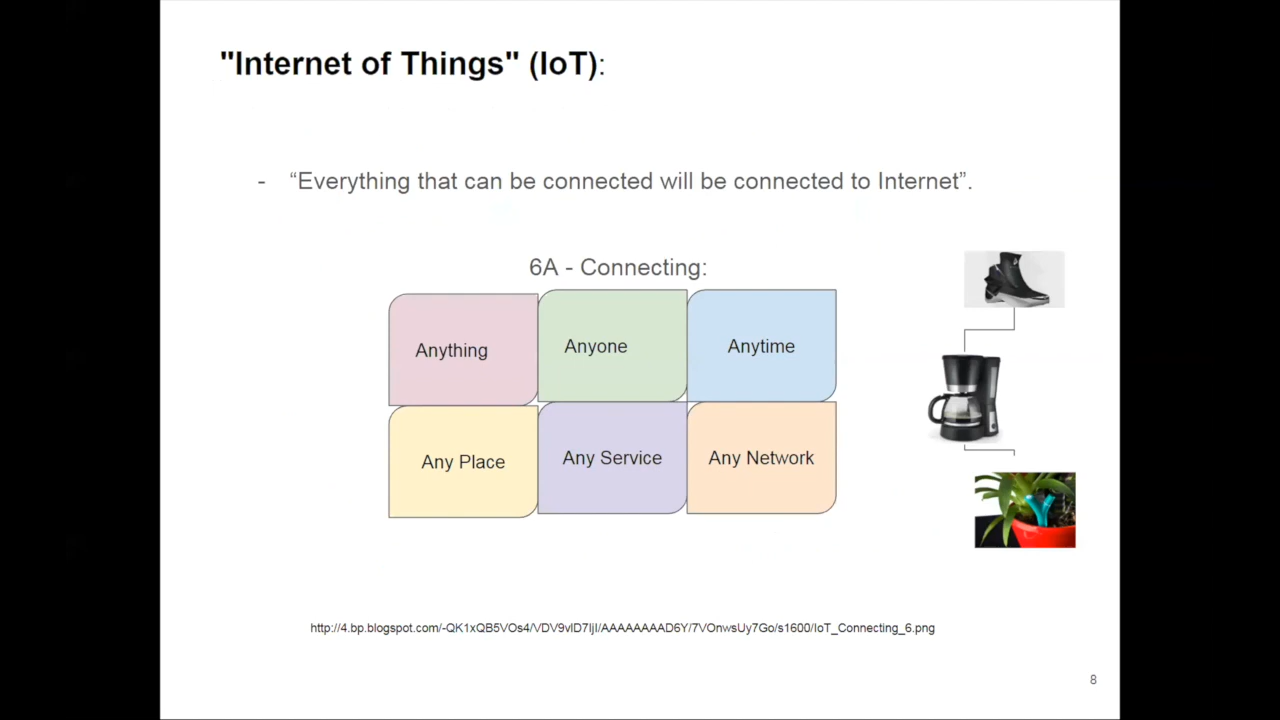 "Internet of Things" (IoT):
- “Everything that can be connected will be connected to Internet”.
6A - Connecting:
Anything
Anyone
Anytime
Any Place
Any Service
Any Network
http://4.bp.blogspot.com/-QK1xQB5VOs4/VDV9vlD7IjI/AAAAAAAAD6Y/7VOnwsUy7Go/s1600/IoT_Connecting_6.png
8